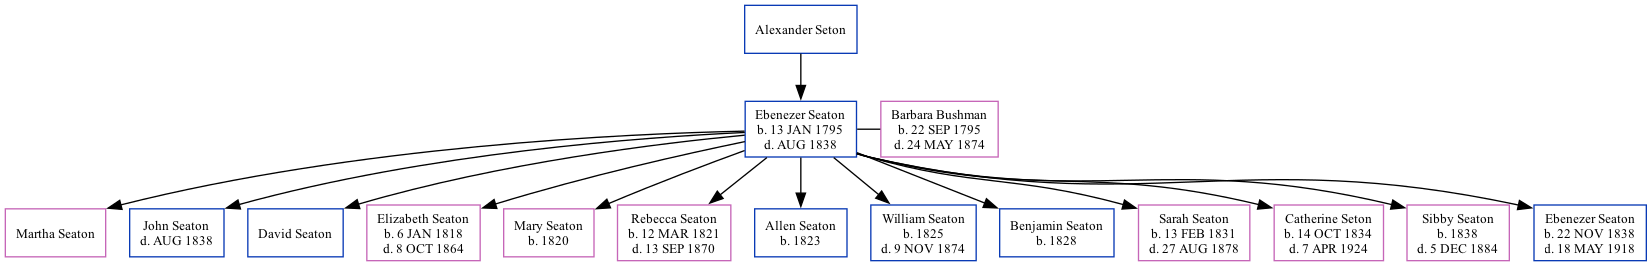 Alexander Seton
Ebenezer Seaton
b. 13 JAN 1795
d. AUG 1838
Barbara Bushman
b. 22 SEP 1795
d. 24 MAY 1874
Martha Seaton
John Seaton
d. AUG 1838
David Seaton
Elizabeth Seaton
b. 6 JAN 1818
d. 8 OCT 1864
Mary Seaton
b. 1820
Rebecca Seaton
b. 12 MAR 1821
d. 13 SEP 1870
Allen Seaton
b. 1823
William Seaton
b. 1825
d. 9 NOV 1874
Benjamin Seaton
b. 1828
Sarah Seaton
b. 13 FEB 1831
d. 27 AUG 1878
Catherine Seton
b. 14 OCT 1834
d. 7 APR 1924
Sibby Seaton
b. 1838
d. 5 DEC 1884
Ebenezer Seaton
b. 22 NOV 1838
d. 18 MAY 1918